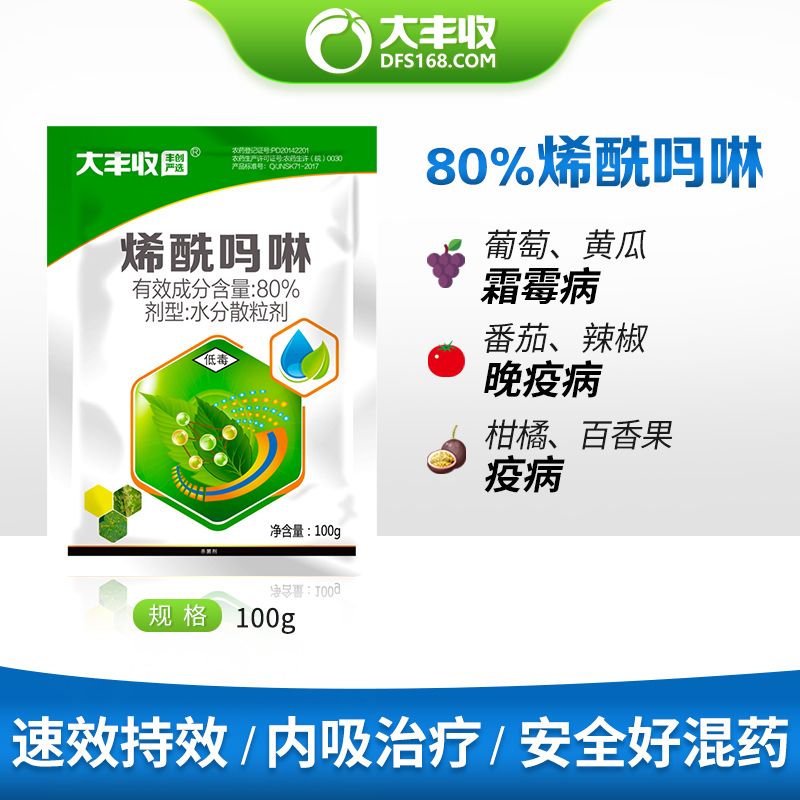 大丰收
DFS168.COM
大丰收 丰创严选®
农药登记证号:PD20142201
农药生产许可证号:农药生许(皖)0030
产品标准号: Q/JNSK71-2017
烯酰吗啉
有效成分含量:80%
剂型:水分散粒剂
低毒
净含量:100g
杀菌剂
规格 100g
80%烯酰吗啉
葡萄、黄瓜
霜霉病
番茄、辣椒
晚疫病
柑橘、百香果
疫病
速效持效/内吸治疗/安全好混药